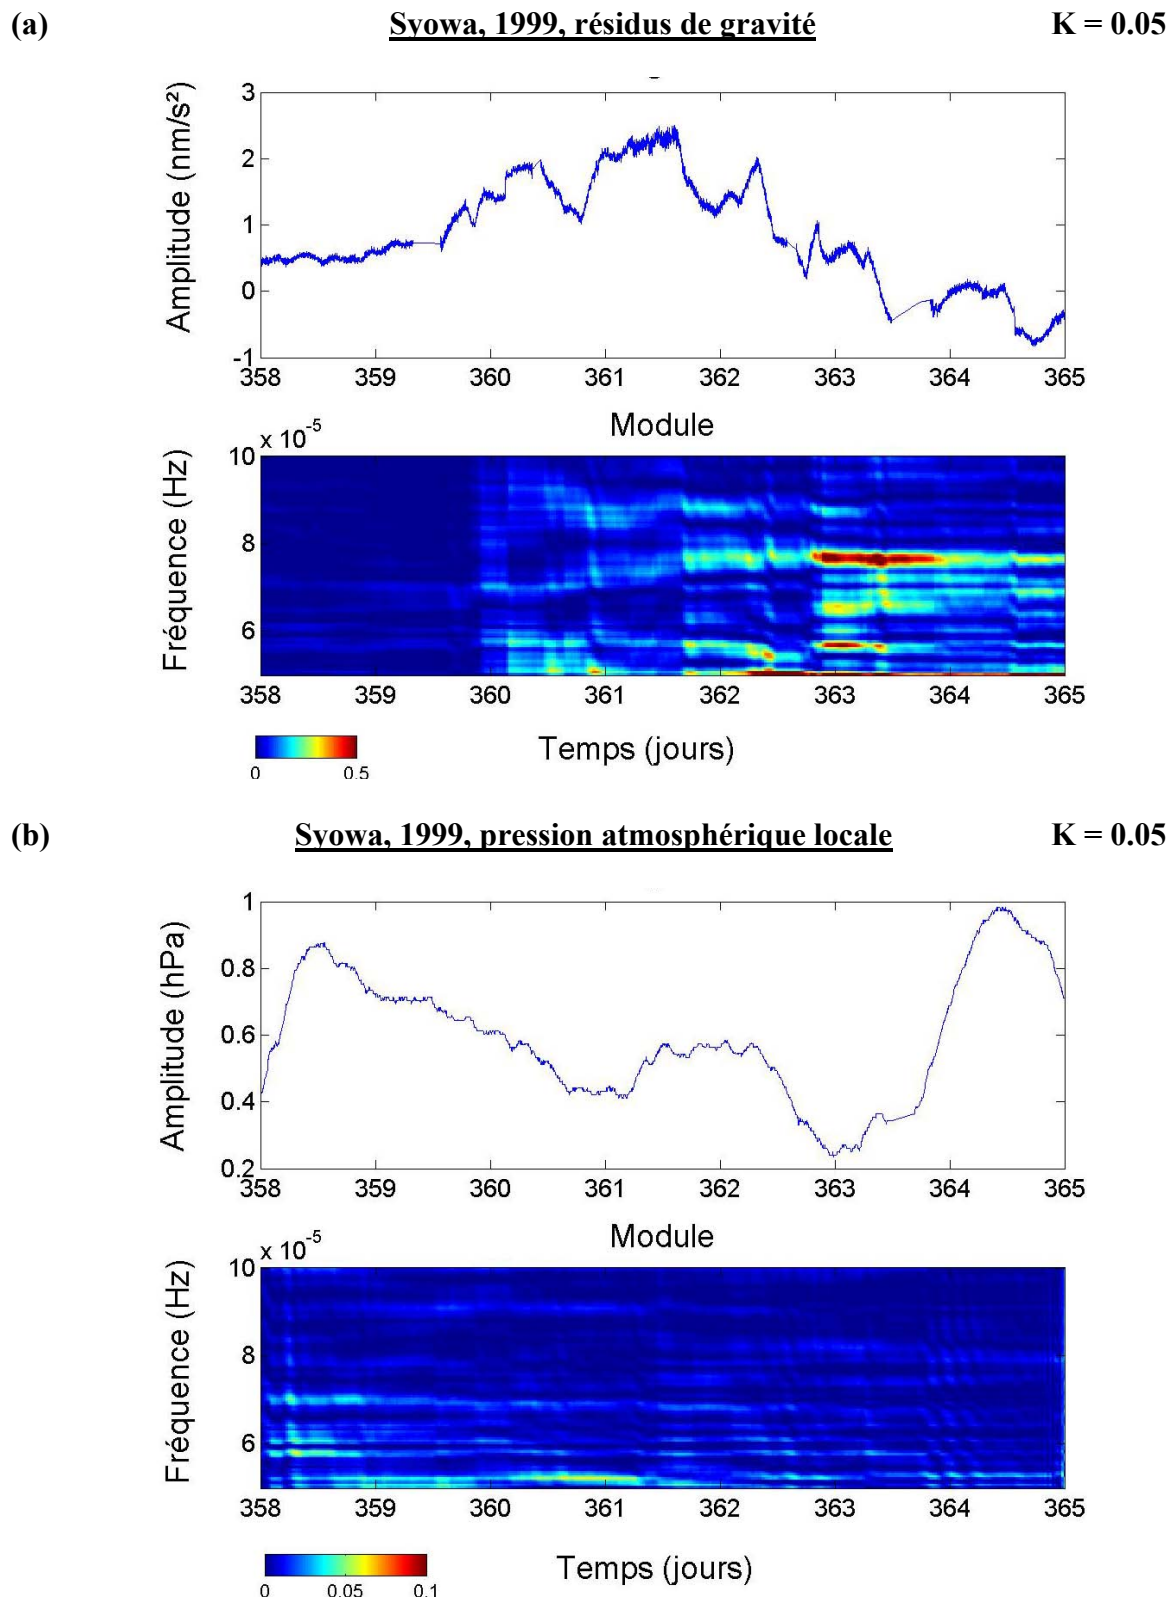 (a) Syowa, 1999, résidus de gravité K = 0.05
Amplitude (nm/s²)
3
2
1
0
-1
358 359 360 361 362 363 364 365
Module
x 10-5
Fréquence (Hz)
10
8
6
358 359 360 361 362 363 364 365
Temps (jours)
0 0.5
(b) Syowa, 1999, pression atmosphérique locale K = 0.05
Amplitude (hPa)
1
0.8
0.6
0.4
0.2
358 359 360 361 362 363 364 365
Module
x 10-5
Fréquence (Hz)
10
8
6
358 359 360 361 362 363 364 365
Temps (jours)
0 0.05 0.1